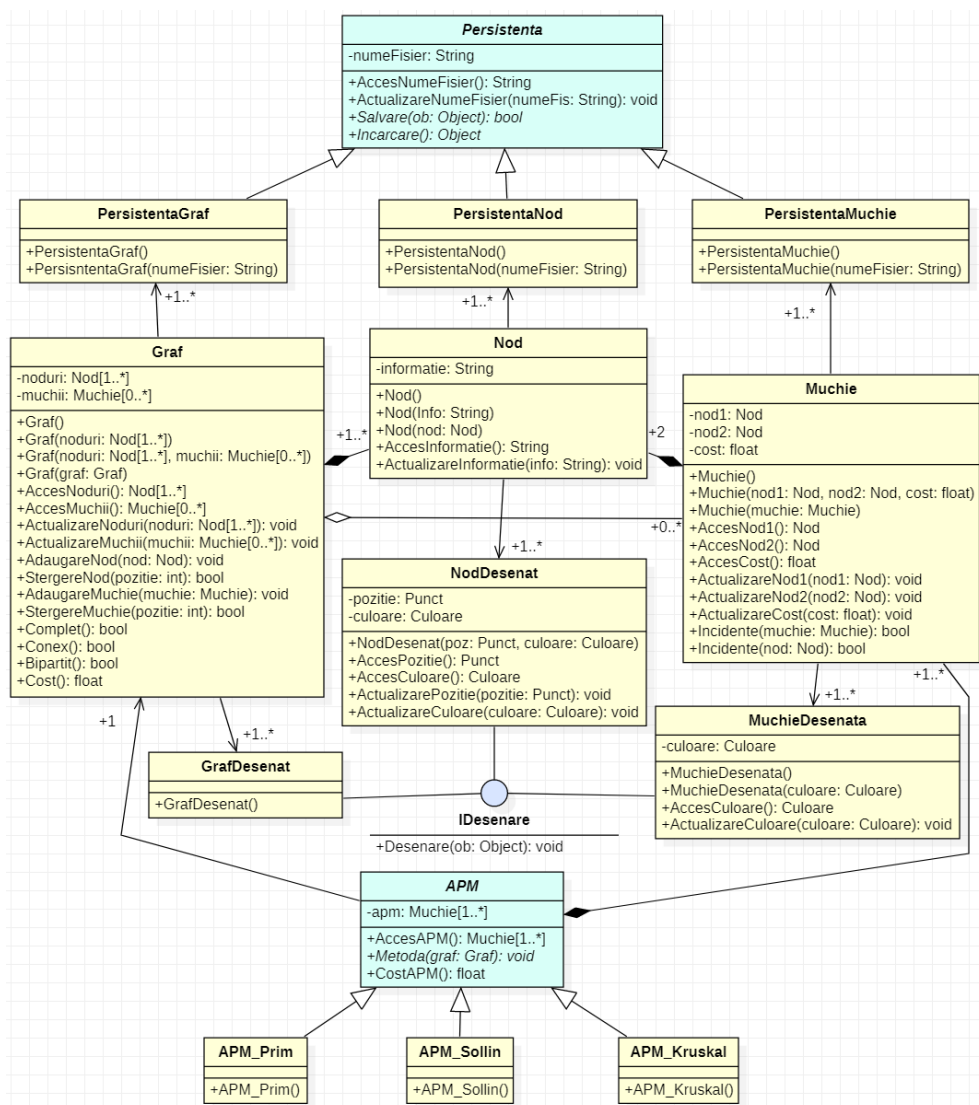 Persistenta
-numeFisier: String
+AccesNumeFisier(): String
+ActualizareNumeFisier(numeFis: String): void
+Salvare(ob: Object): bool
+Incarcare(): Object
PersistentaGraf
+PersistentaGraf()
+PersisntentaGraf(numeFisier: String)
PersistentaNod
+PersistentaNod()
+PersistentaNod(numeFisier: String)
PersistentaMuchie
+PersistentaMuchie()
+PersistentaMuchie(numeFisier: String)
+1..*
+1..*
+1..*
Graf
-noduri: Nod[1..*]
-muchii: Muchie[0..*]
+Graf()
+Graf(noduri: Nod[1..*])
+Graf(noduri: Nod[1..*], muchii: Muchie[0..*])
+Graf(graf: Graf)
+AccesNoduri(): Nod[1..*]
+AccesMuchii(): Muchie[0..*]
+ActualizareNoduri(noduri: Nod[1..*]): void
+ActualizareMuchii(muchii: Muchie[0..*]): void
+AdaugareNod(nod: Nod): void
+StergereNod(pozitie: int): bool
+AdaugareMuchie(muchie: Muchie): void
+StergereMuchie(pozitie: int): bool
+Complet(): bool
+Conex(): bool
+Bipartit(): bool
+Cost(): float
Nod
-informatie: String
+Nod()
+Nod(Info: String)
+Nod(nod: Nod)
+AccesInformatie(): String
+ActualizareInformatie(info: String): void
+1..*
+2
Muchie
-nod1: Nod
-nod2: Nod
-cost: float
+Muchie()
+Muchie(nod1: Nod, nod2: Nod, cost: float)
+Muchie(muchie: Muchie)
+AccesNod1(): Nod
+AccesNod2(): Nod
+AccesCost(): float
+ActualizareNod1(nod1: Nod): void
+ActualizareNod2(nod2: Nod): void
+ActualizareCost(cost: float): void
+Incidente(muchie: Muchie): bool
+Incidente(nod: Nod): bool
+0..*
+1..*
NodDesenat
-pozitie: Punct
-culoare: Culoare
+NodDesenat(poz: Punct, culoare: Culoare)
+AccesPozitie(): Punct
+AccesCuloare(): Culoare
+ActualizarePozitie(pozitie: Punct): void
+ActualizareCuloare(culoare: Culoare): void
+1..*
+1..*
MuchieDesenata
-culoare: Culoare
+MuchieDesenata()
+MuchieDesenata(culoare: Culoare)
+AccesCuloare(): Culoare
+ActualizareCuloare(culoare: Culoare): void
+1
+1..*
GrafDesenat
+GrafDesenat()
IDesenare
+Desenare(ob: Object): void
APM
-apm: Muchie[1..*]
+AccesAPM(): Muchie[1..*]
+Metoda(graf: Graf): void
+CostAPM(): float
APM_Prim
+APM_Prim()
APM_Sollin
+APM_Sollin()
APM_Kruskal
+APM_Kruskal()